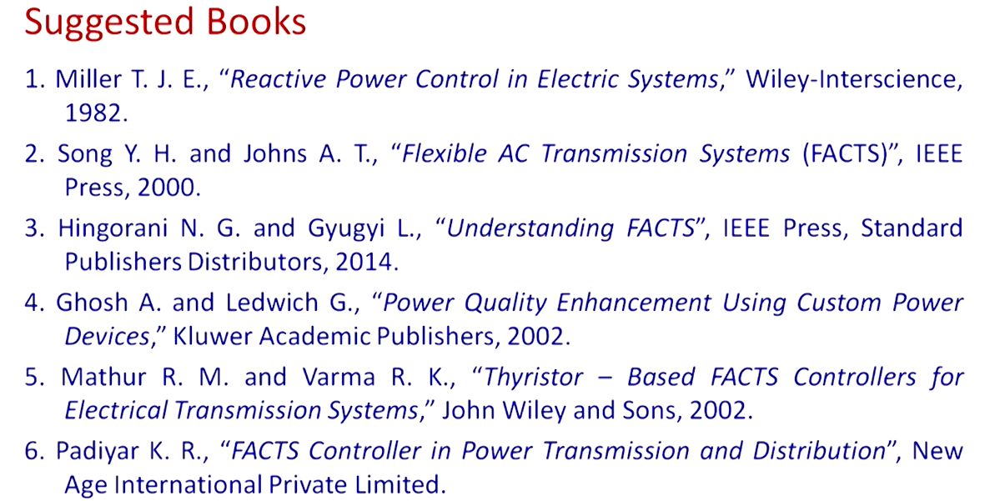 Suggested Books
1. Miller T. J. E., “Reactive Power Control in Electric Systems,” Wiley-Interscience,
1982.
2. Song Y. H. and Johns A. T., “Flexible AC Transmission Systems (FACTS)”, IEEE
Press, 2000.
3. Hingorani N. G. and Gyugyi L., “Understanding FACTS”, IEEE Press, Standard
Publishers Distributors, 2014.
4. Ghosh A. and Ledwich G., “Power Quality Enhancement Using Custom Power
Devices,” Kluwer Academic Publishers, 2002.
5. Mathur R. M. and Varma R. K., “Thyristor – Based FACTS Controllers for
Electrical Transmission Systems,” John Wiley and Sons, 2002.
6. Padiyar K. R., “FACTS Controller in Power Transmission and Distribution”, New
Age International Private Limited.